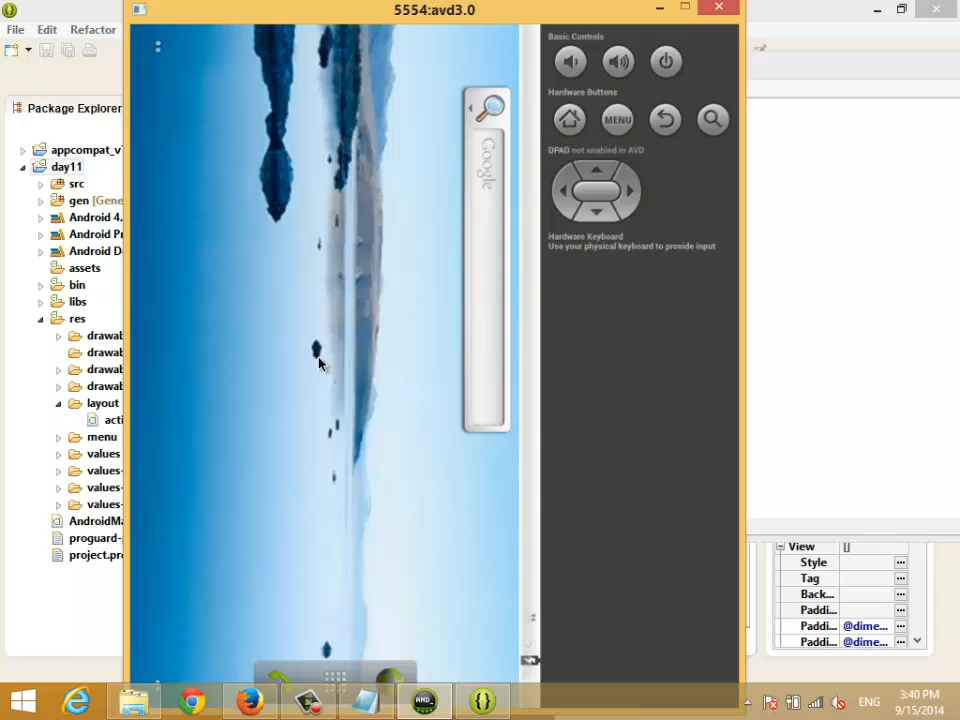 5554:avd3.0
File Edit Refactor
Package Explorer
appcompat_v
day11
src
gen [Gene
Android 4.
Android Pr
Android D
assets
bin
libs
res
drawab
drawab
drawab
drawab
layout
acti
menu
values
values-
values-
values-
AndroidMa
proguard-
project.pro
Google
Basic Controls
Hardware Buttons
MENU
DPAD not enabled in AVD
Hardware Keyboard
Use your physical keyboard to provide input
View []
Style
Tag
Back...
Paddi...
Paddi... @dime...
Paddi... @dime...
AND_
{}
ENG
3:40 PM
9/15/2014